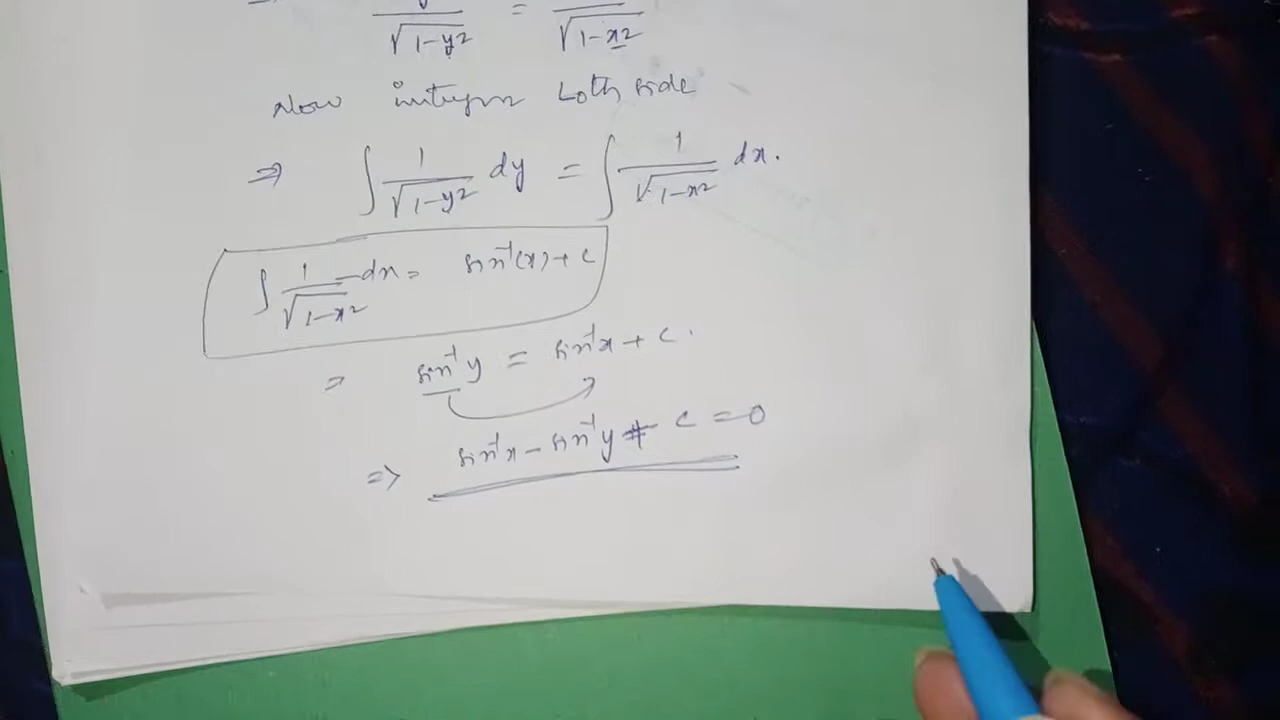 √1-y² = √1-x²
Now integra both side
⇒ ∫ 1/√1-y² dy = ∫ 1/√1-x² dx.
∫ 1/√1-x² dx = sin⁻¹(x)+c
⇒ sin⁻¹y = sin⁻¹x + c.
⇒ sin⁻¹x - sin⁻¹y + c = 0